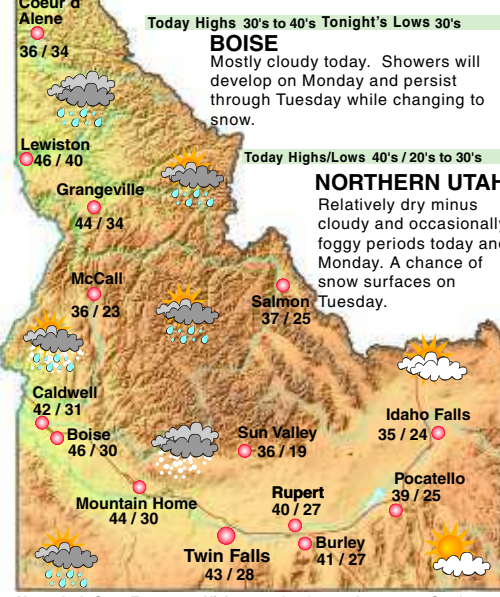 Coeur d'
Alene
36 / 34
Today Highs 30's to 40's Tonight's Lows 30's
BOISE
Mostly cloudy today. Showers will
develop on Monday and persist
through Tuesday while changing to
snow.
Lewiston
46 / 40
Today Highs/Lows 40's / 20's to 30's
NORTHERN UTAH
Relatively dry minus
cloudy and occasionally
foggy periods today and
Monday. A chance of
snow surfaces on
Tuesday.
Grangeville
44 / 34
McCall
36 / 23
Salmon
37 / 25
Caldwell
42 / 31
Boise
46 / 30
Sun Valley
36 / 19
Idaho Falls
35 / 24
Mountain Home
44 / 30
Rupert
40 / 27
Pocatello
39 / 25
Twin Falls
43 / 28
Burley
41 / 27